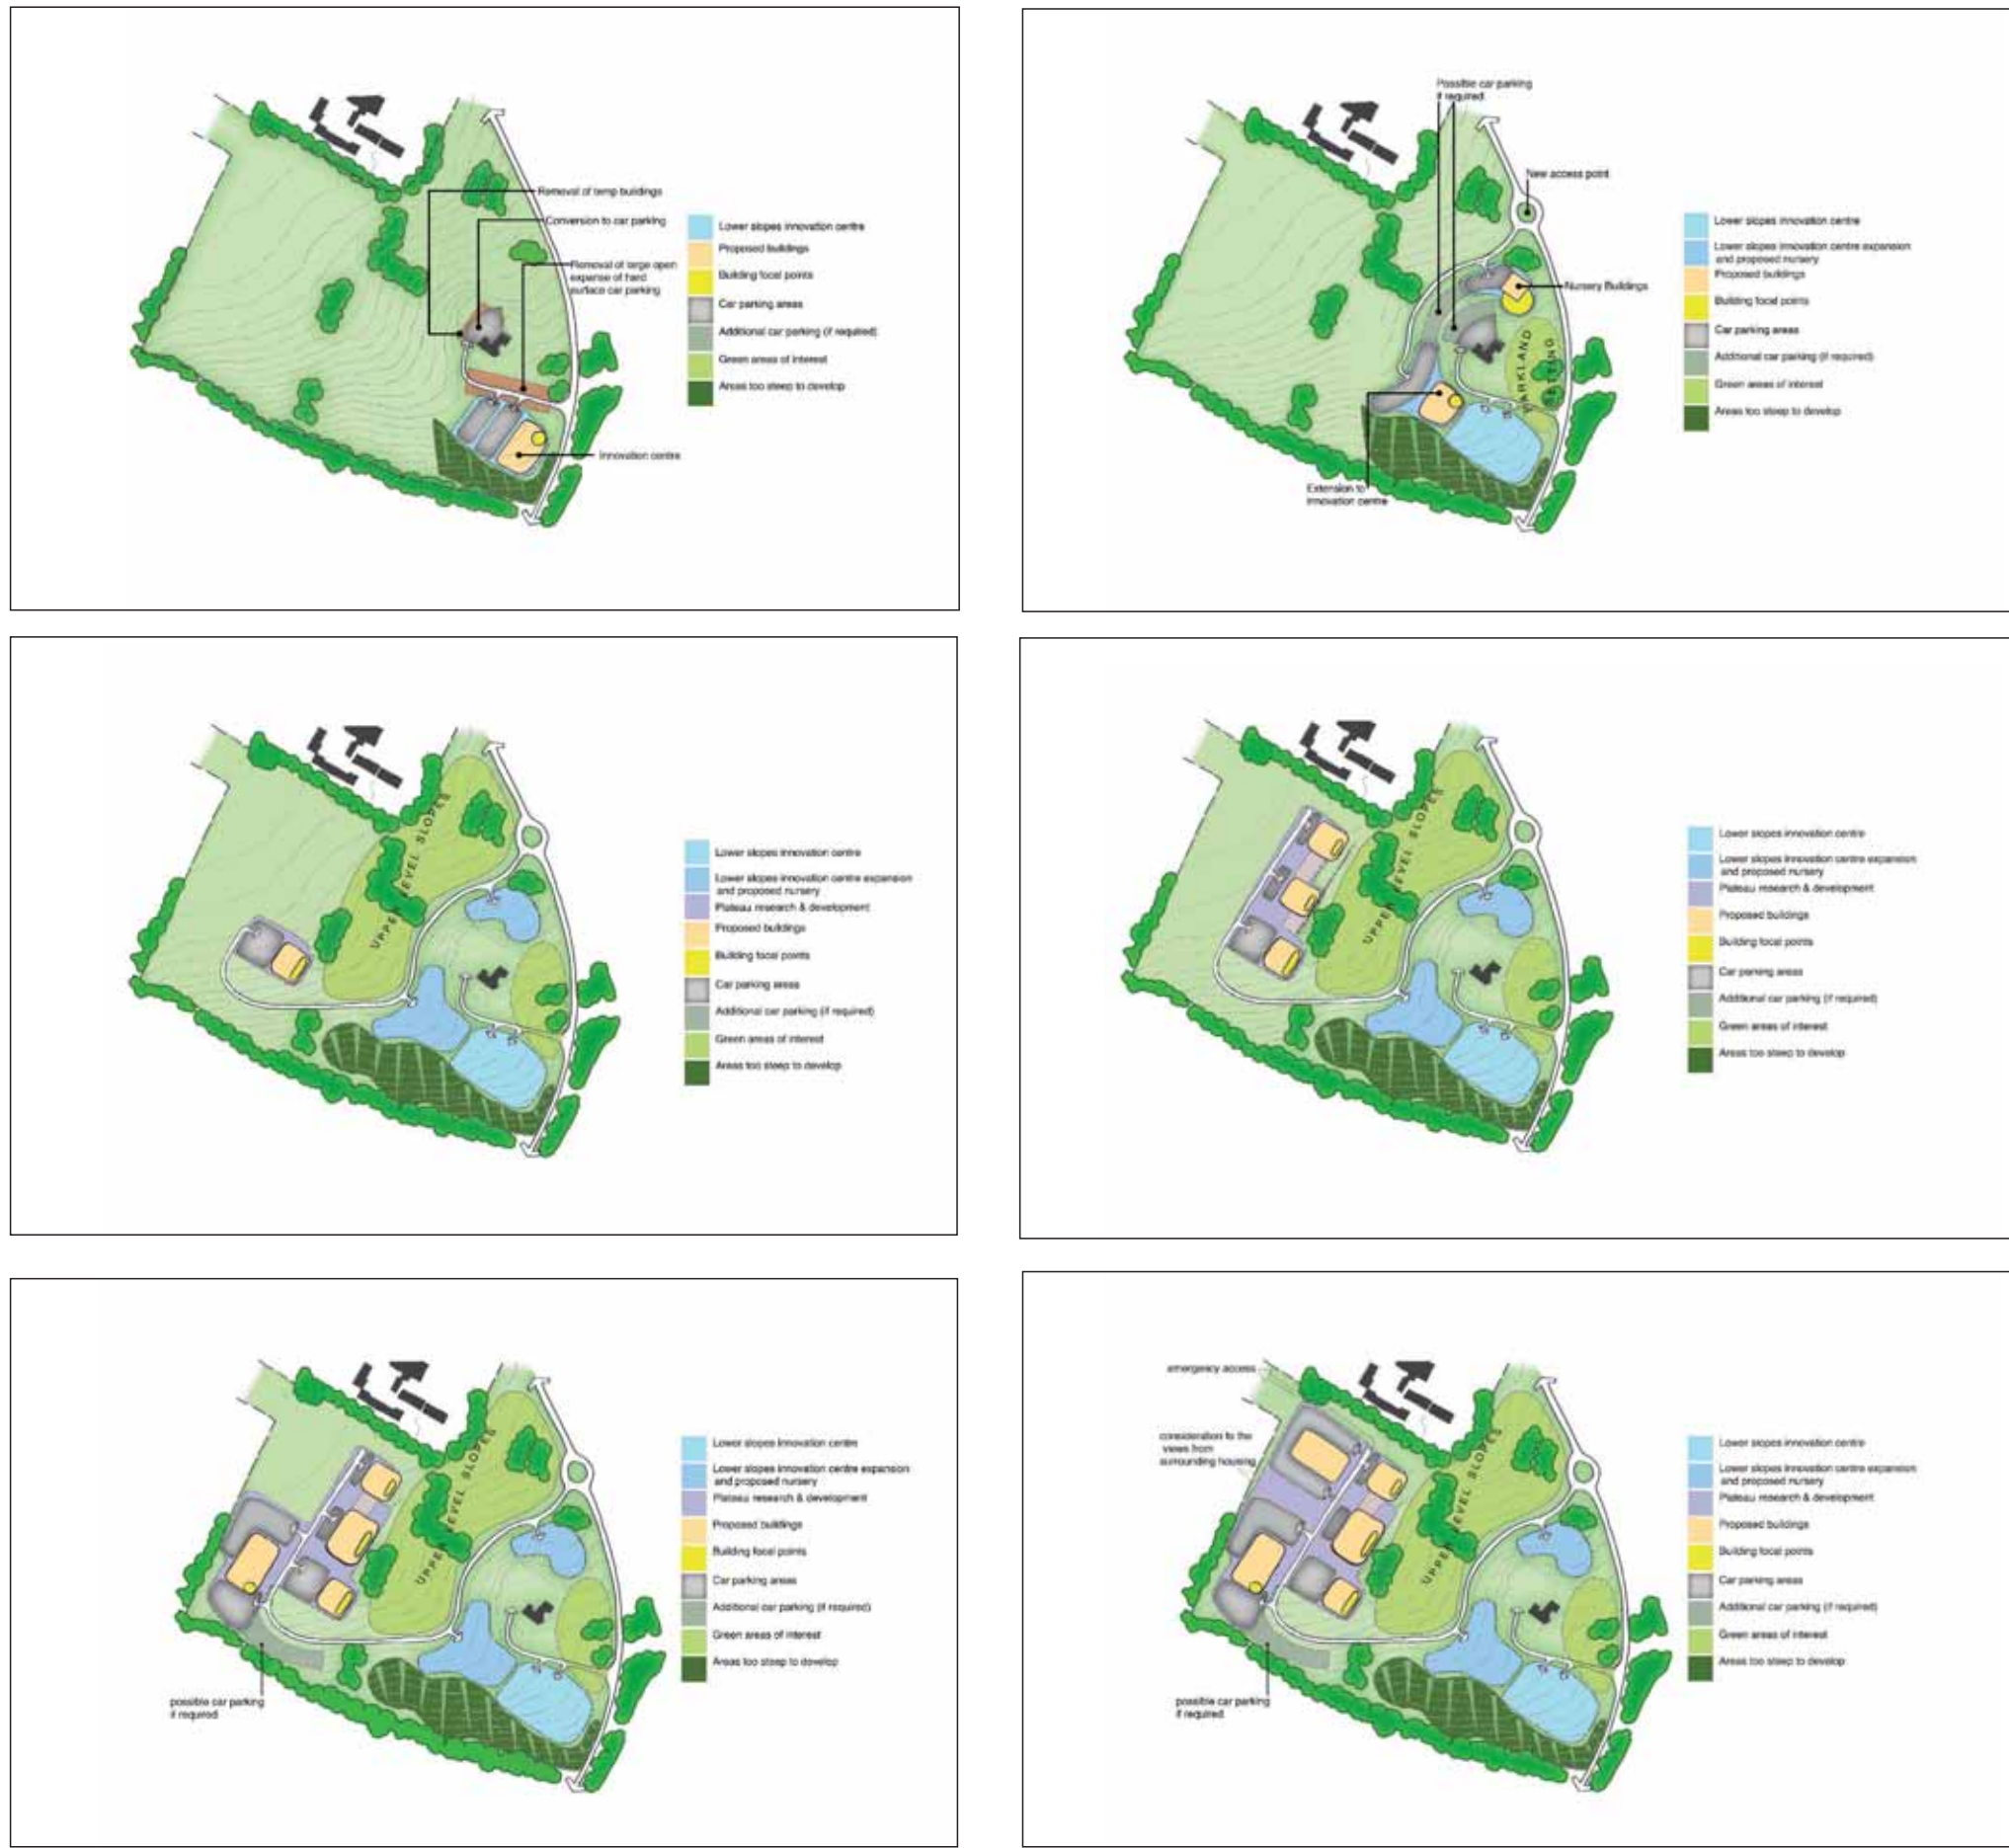 Removal of temp buildings
Conversion to car parking
Removal of large open
expanse of hard
surface car parking
Innovation centre
Lower slopes innovation centre
Proposed buildings
Building focal points
Car parking areas
Additional car parking (if required)
Green areas of interest
Areas too steep to develop
Possible car parking
if required
New access point
Nursery Buildings
PARKLAND
SETTING
Extension to
innovation centre
Lower slopes innovation centre
Lower slopes innovation centre expansion
and proposed nursery
Proposed buildings
Building focal points
Car parking areas
Additional car parking (if required)
Green areas of interest
Areas too steep to develop
UPPER LEVEL SLOPES
Lower slopes innovation centre
Lower slopes innovation centre expansion
and proposed nursery
Plateau research & development
Proposed buildings
Building focal points
Car parking areas
Additional car parking (if required)
Green areas of interest
Areas too steep to develop
UPPER LEVEL SLOPES
Lower slopes innovation centre
Lower slopes innovation centre expansion
and proposed nursery
Plateau research & development
Proposed buildings
Building focal points
Car parking areas
Additional car parking (if required)
Green areas of interest
Areas too steep to develop
UPPER LEVEL SLOPES
possible car parking
if required
Lower slopes innovation centre
Lower slopes innovation centre expansion
and proposed nursery
Plateau research & development
Proposed buildings
Building focal points
Car parking areas
Additional car parking (if required)
Green areas of interest
Areas too steep to develop
emergency access
consideration to the
views from
surrounding housing
UPPER LEVEL SLOPES
possible car parking
if required
Lower slopes innovation centre
Lower slopes innovation centre expansion
and proposed nursery
Plateau research & development
Proposed buildings
Building focal points
Car parking areas
Additional car parking (if required)
Green areas of interest
Areas too steep to develop